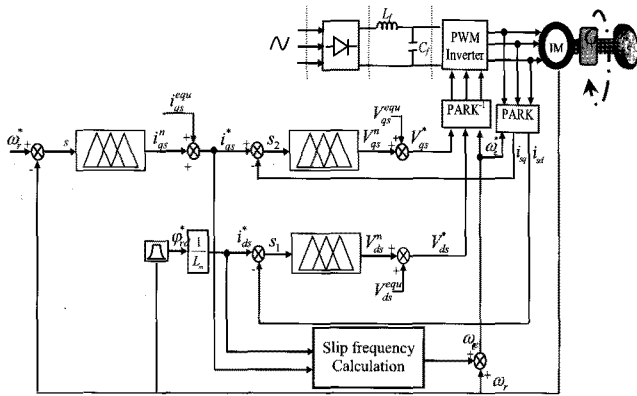 L_f
C_f
PWM
Inverter
IM
G
i_qs^equ
V_qs^equ
PARK⁻¹
PARK
ω_r^*
s
i_qs^n
i_qs^*
s_2
V_qs^n
V_qs^*
i_sq
i_sd
φ_rd^*
1
L_m
i_ds^*
s_1
V_ds^n
V_ds^*
V_ds^equ
Slip frequency
Calculation
ω_r